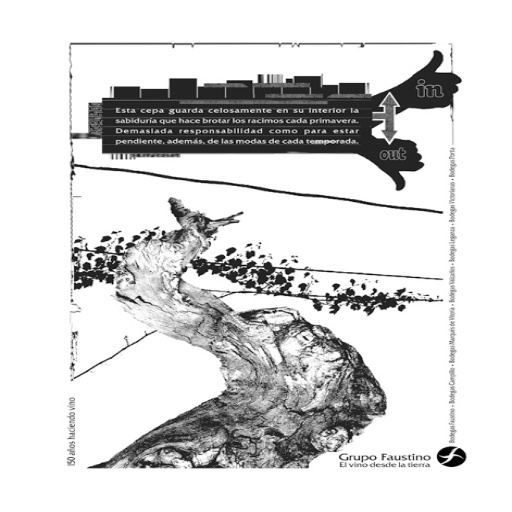 Esta cepa guarda celosamente en su interior la
sabiduría que hace brotar los racimos cada primavera.
Demasiada responsabilidad como para estar
pendiente, además, de las modas de cada temporada.
in
out
150 años haciendo vino
Bodegas Faustino • Bodegas Campillo • Bodegas Marqués de Vitoria • Bodegas Valcarlos • Bodegas Leganza • Bodegas Victorianas • Bodegas Portia
Grupo Faustino
El vino desde la tierra